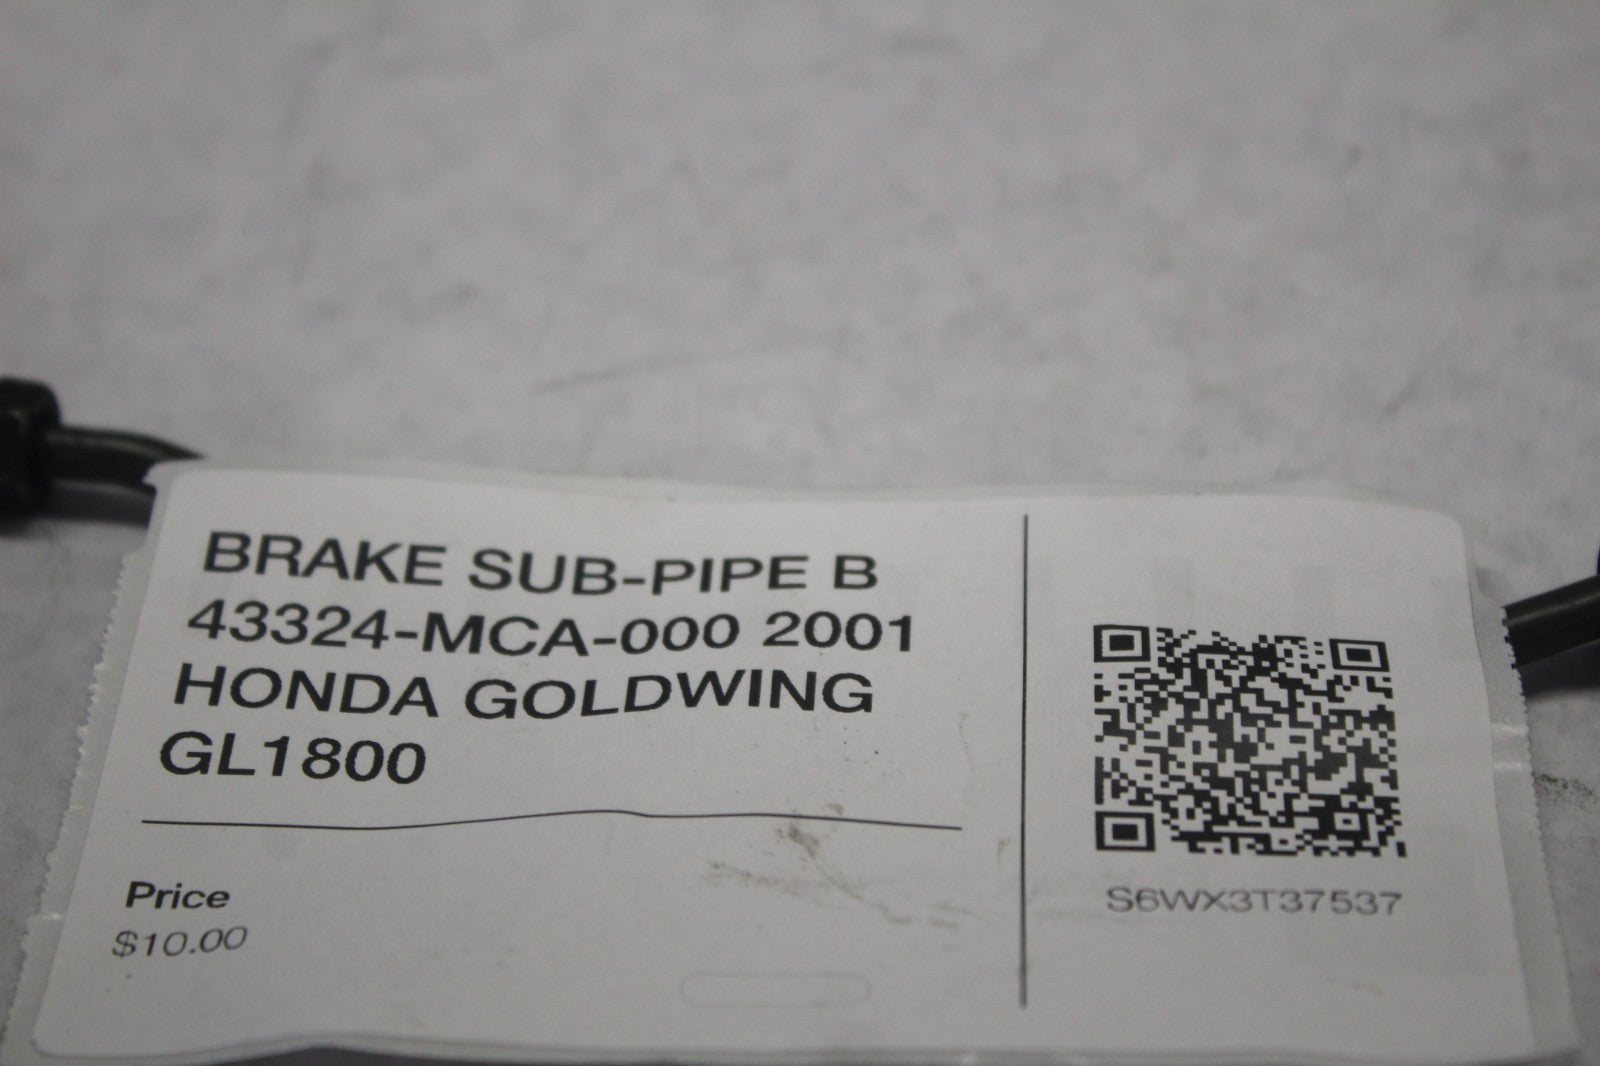 BRAKE SUB-PIPE B
43324-MCA-000 2001
HONDA GOLDWING
GL1800
Price
$10.00
S6WX3T37537